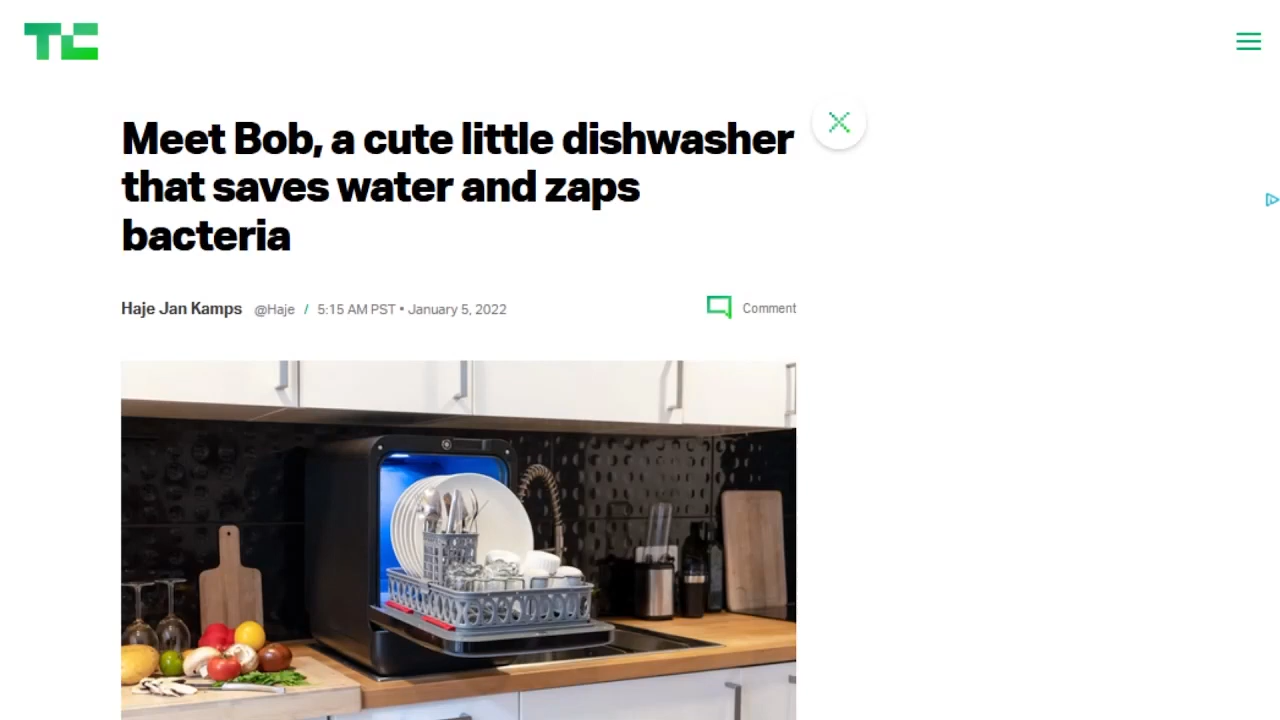 TC
Meet Bob, a cute little dishwasher
that saves water and zaps
bacteria
Haje Jan Kamps @Haje / 5:15 AM PST • January 5, 2022
Comment